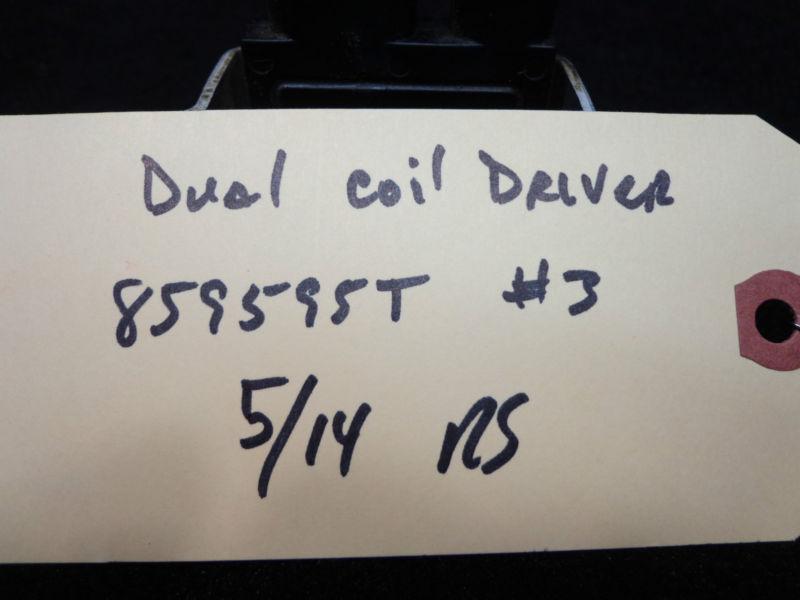 Dual coil DRIVER
859595T #3
5/14 RS